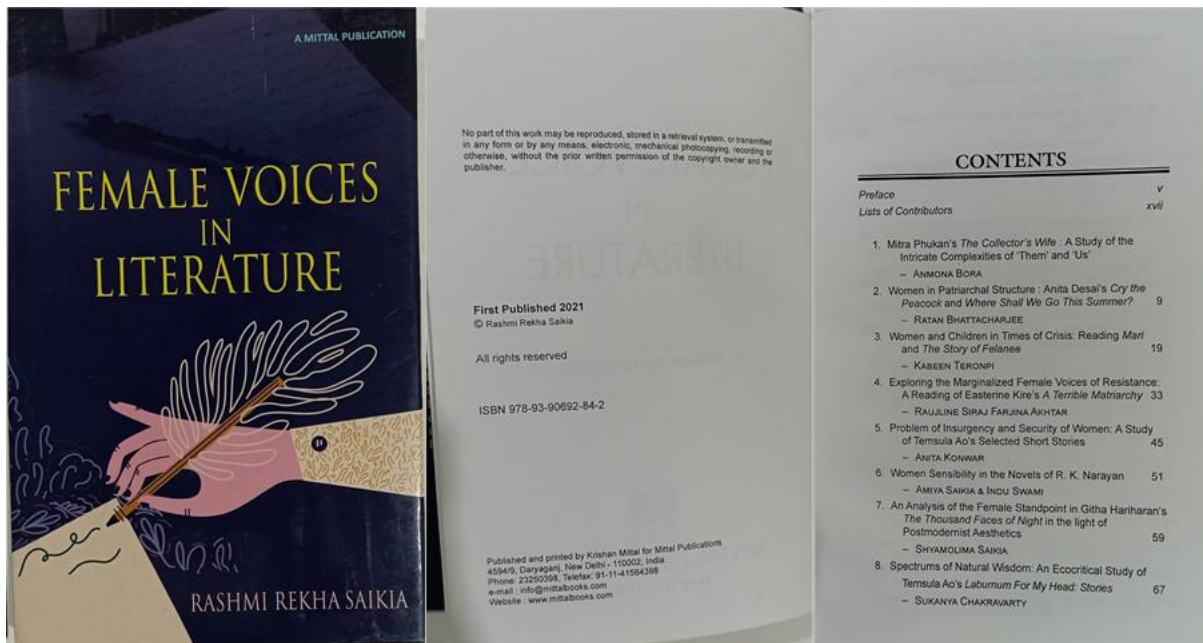 A MITTAL PUBLICATION
FEMALE VOICES
IN
LITERATURE
RASHMI REKHA SAIKIA
No part of this work may be reproduced, stored in a retrieval system, or transmitted
in any form or by any means, electronic, mechanical photocopying, recording or
otherwise, without the prior written permission of the copyright owner and the
publisher.
First Published 2021
© Rashmi Rekha Saikia
All rights reserved
ISBN 978-93-90692-84-2
Published and printed by Krishan Mittal for Mittal Publications
4594/9, Daryaganj, New Delhi - 110002, India.
Phone: 23250398, Telefax: 91-11-41564398
e-mail : info@mittalbooks.com
Website : www.mittalbooks.com
CONTENTS
Preface v
Lists of Contributors xvii
1. Mitra Phukan's The Collector's Wife : A Study of the
Intricate Complexities of 'Them' and 'Us'
– ANMONA BORA
2. Women in Patriarchal Structure : Anita Desai's Cry the
Peacock and Where Shall We Go This Summer? 9
– RATAN BHATTACHARJEE
3. Women and Children in Times of Crisis: Reading Mari
and The Story of Felanee 19
– KABEEN TERONPI
4. Exploring the Marginalized Female Voices of Resistance:
A Reading of Easterine Kire's A Terrible Matriarchy 33
– RAUJLINE SIRAJ FARJINA AKHTAR
5. Problem of Insurgency and Security of Women: A Study
of Temsula Ao's Selected Short Stories 45
– ANITA KONWAR
6. Women Sensibility in the Novels of R. K. Narayan 51
– AMIYA SAIKIA & INDU SWAMI
7. An Analysis of the Female Standpoint in Githa Hariharan's
The Thousand Faces of Night in the light of
Postmodernist Aesthetics 59
– SHYAMOLIMA SAIKIA
8. Spectrums of Natural Wisdom: An Ecocritical Study of
Temsula Ao's Laburnum For My Head: Stories 67
– SUKANYA CHAKRAVARTY